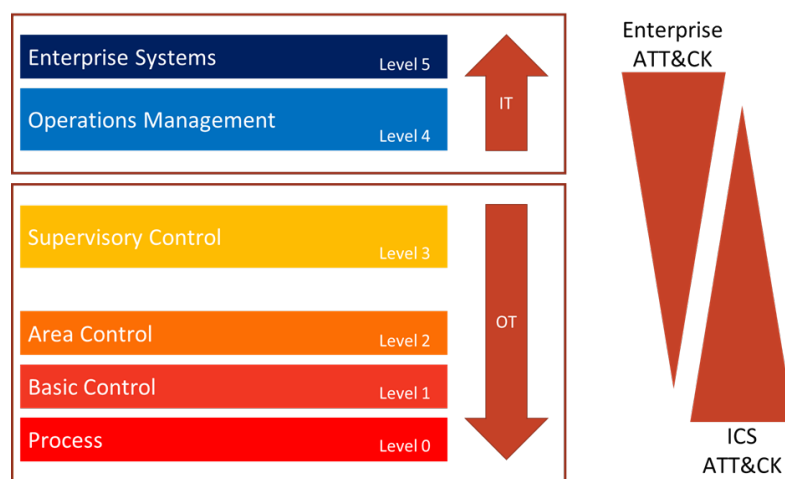 Enterprise Systems Level 5
Operations Management Level 4
IT
Supervisory Control Level 3
Area Control Level 2
Basic Control Level 1
Process Level 0
OT
Enterprise
ATT&CK
ICS
ATT&CK